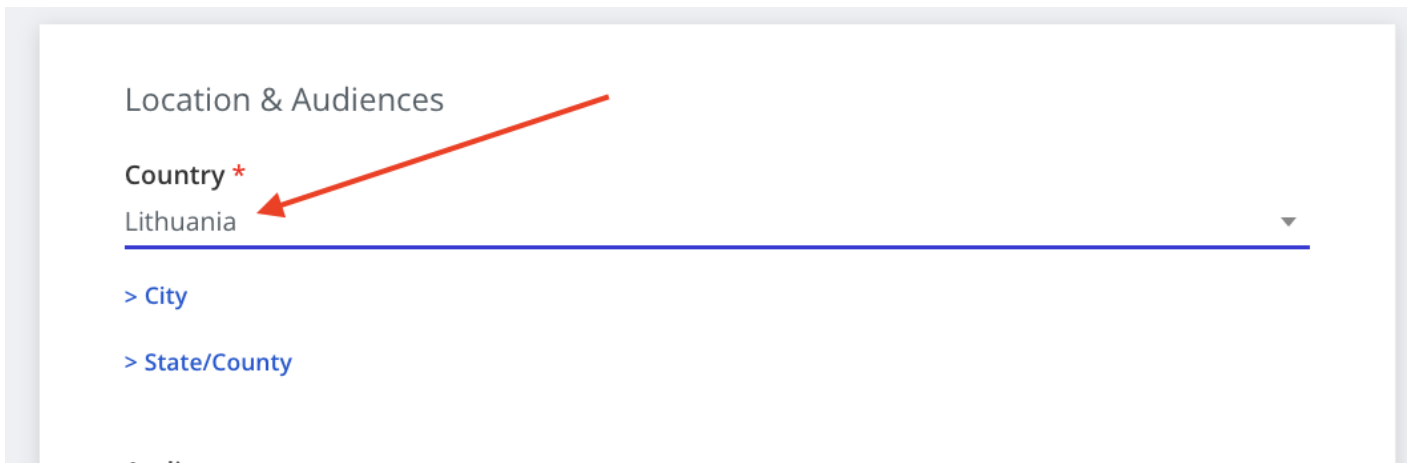 Location & Audiences
Country *
Lithuania
> City
> State/County